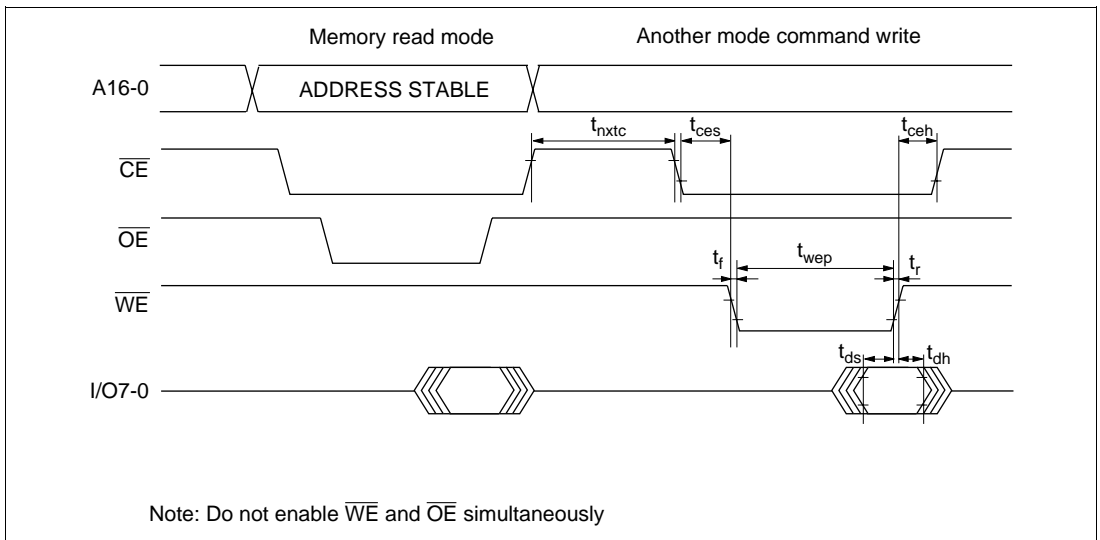 Memory read mode
Another mode command write
A16-0
ADDRESS STABLE
tnxtc
tces
tceh
CE
OE
tf
twep
tr
WE
tds
tdh
I/O7-0
Note: Do not enable WE and OE simultaneously